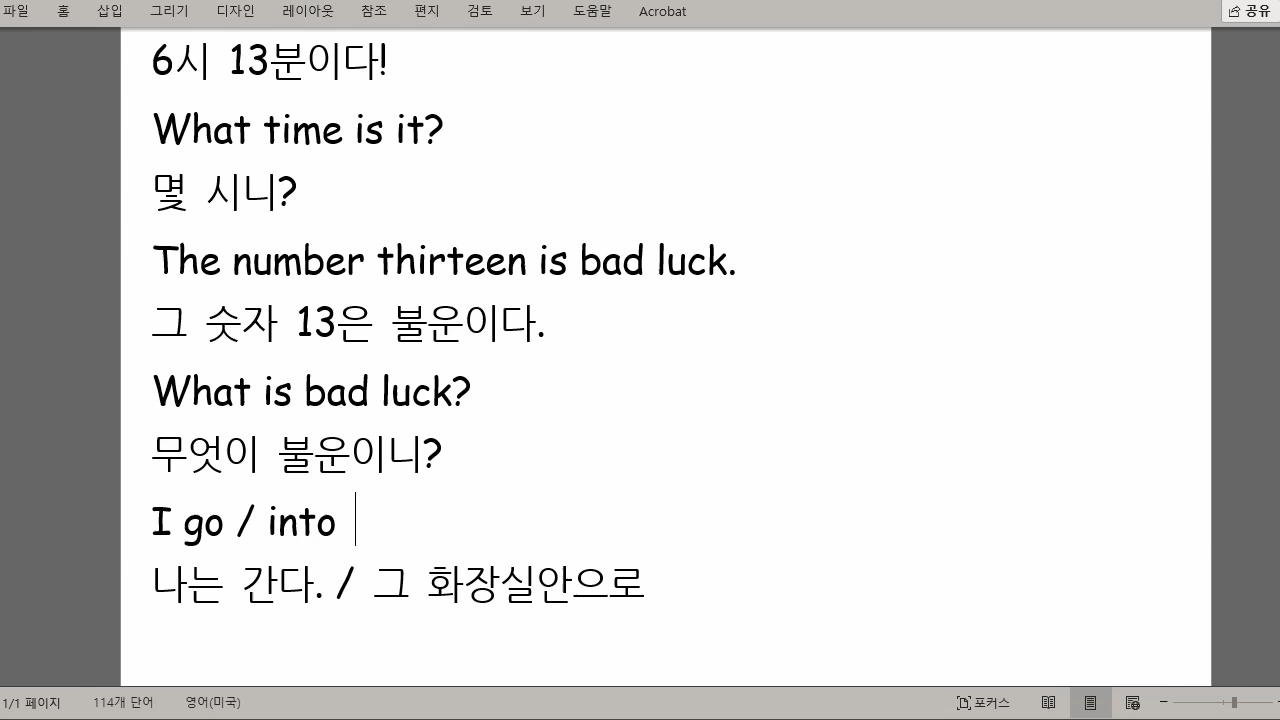 파일 홈 삽입 그리기 디자인 레이아웃 참조 편지 검토 보기 도움말 Acrobat 공유
6시 13분이다!
What time is it?
몇 시니?
The number thirteen is bad luck.
그 숫자 13은 불운이다.
What is bad luck?
무엇이 불운이니?
I go / into
나는 간다. / 그 화장실안으로
1/1 페이지 114개 단어 영어(미국) 포커스